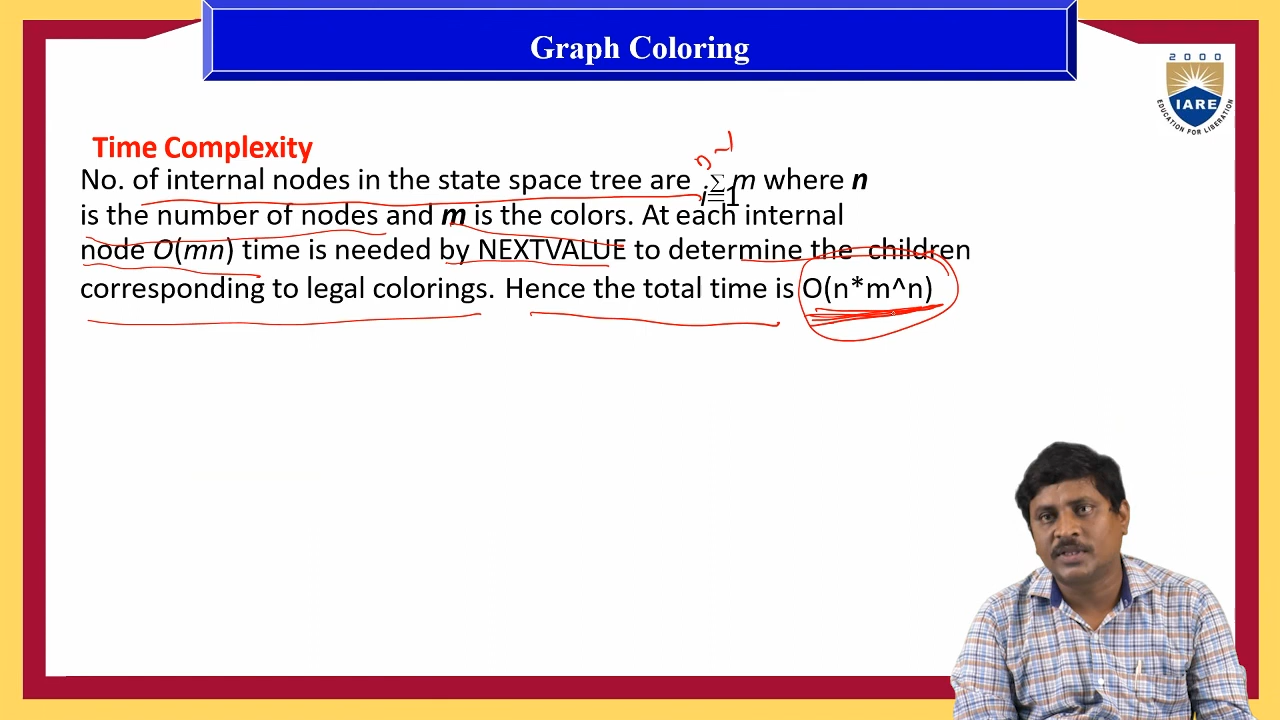 Graph Coloring
2000
IARE
EDUCATION FOR LIBERATION
Time Complexity
n-1
No. of internal nodes in the state space tree are Σ m where n
i=1
is the number of nodes and m is the colors. At each internal
node O(mn) time is needed by NEXTVALUE to determine the children
corresponding to legal colorings. Hence the total time is O(n*m^n)